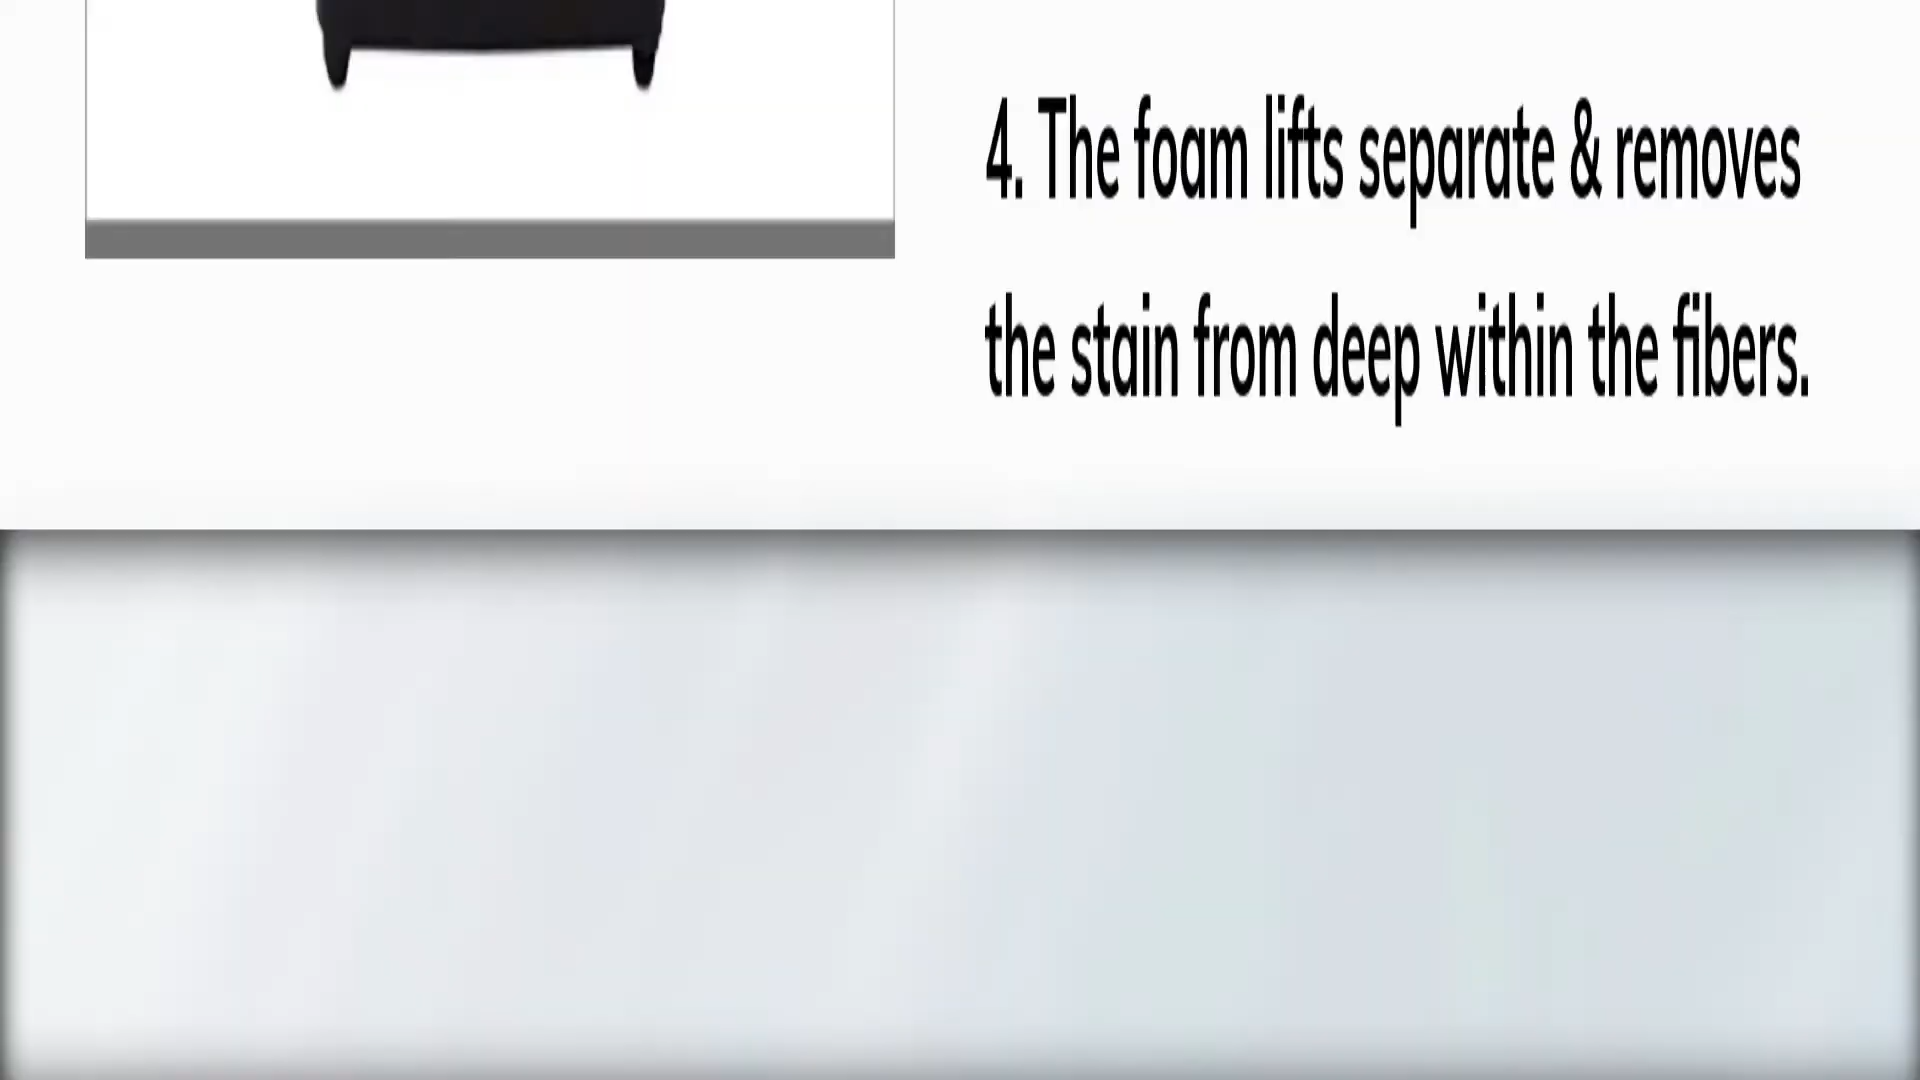 4. The foam lifts separate & removes
the stain from deep within the fibers.